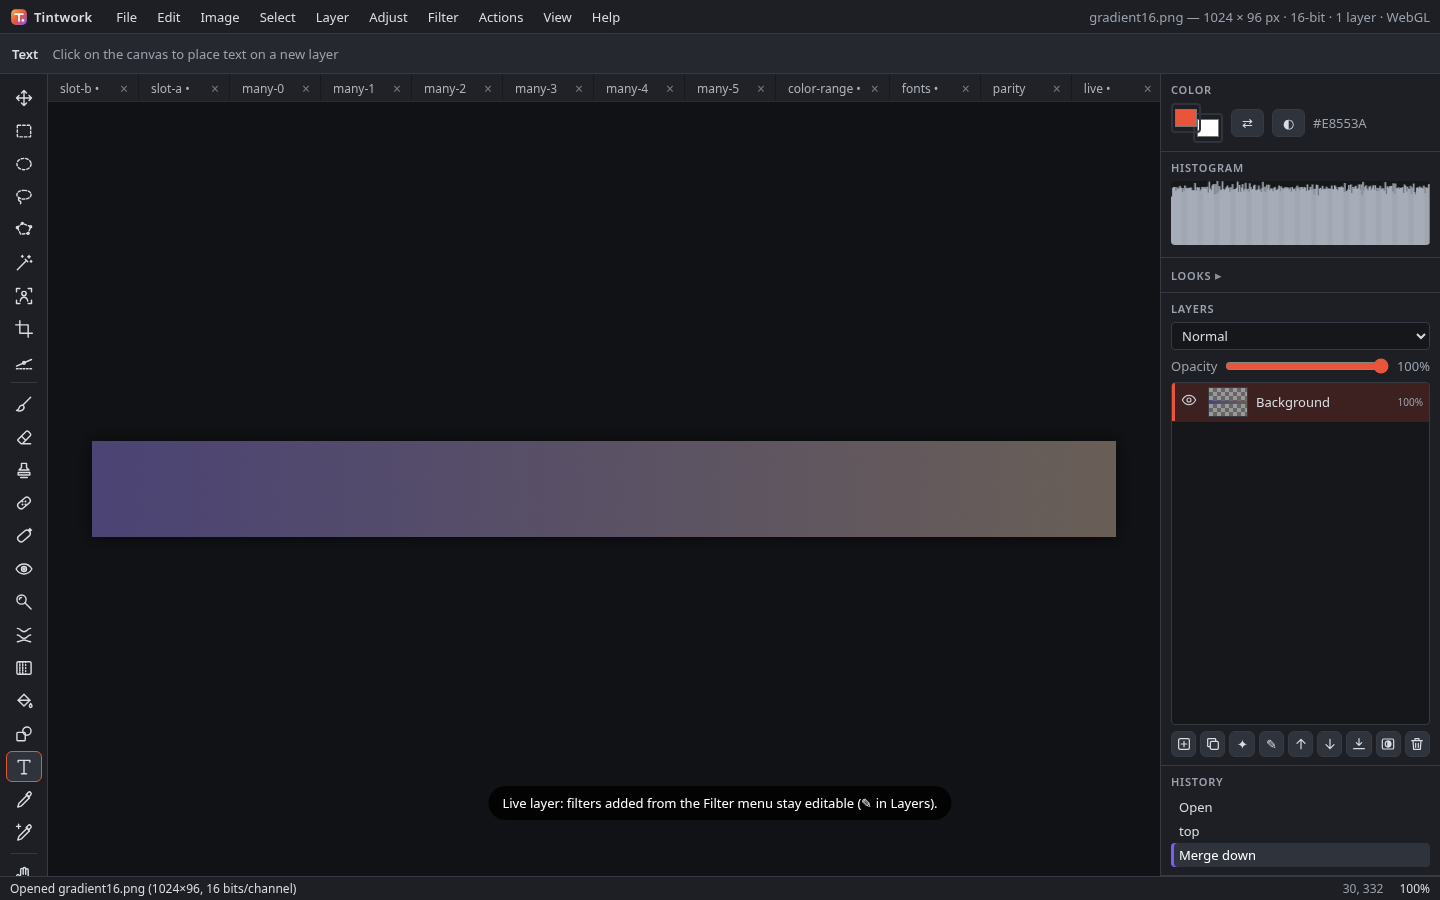 Tintwork File Edit Image Select Layer Adjust Filter Actions View Help gradient16.png — 1024 × 96 px · 16-bit · 1 layer · WebGL
Text Click on the canvas to place text on a new layer
slot-b • × slot-a • × many-0 × many-1 × many-2 × many-3 × many-4 × many-5 × color-range • × fonts • × parity × live • ×
COLOR
#E8553A
HISTOGRAM
LOOKS ▸
LAYERS
Normal
Opacity 100%
Background 100%
Live layer: filters added from the Filter menu stay editable (✎ in Layers).
HISTORY
Open
top
Merge down
Opened gradient16.png (1024×96, 16 bits/channel) 30, 332 100%